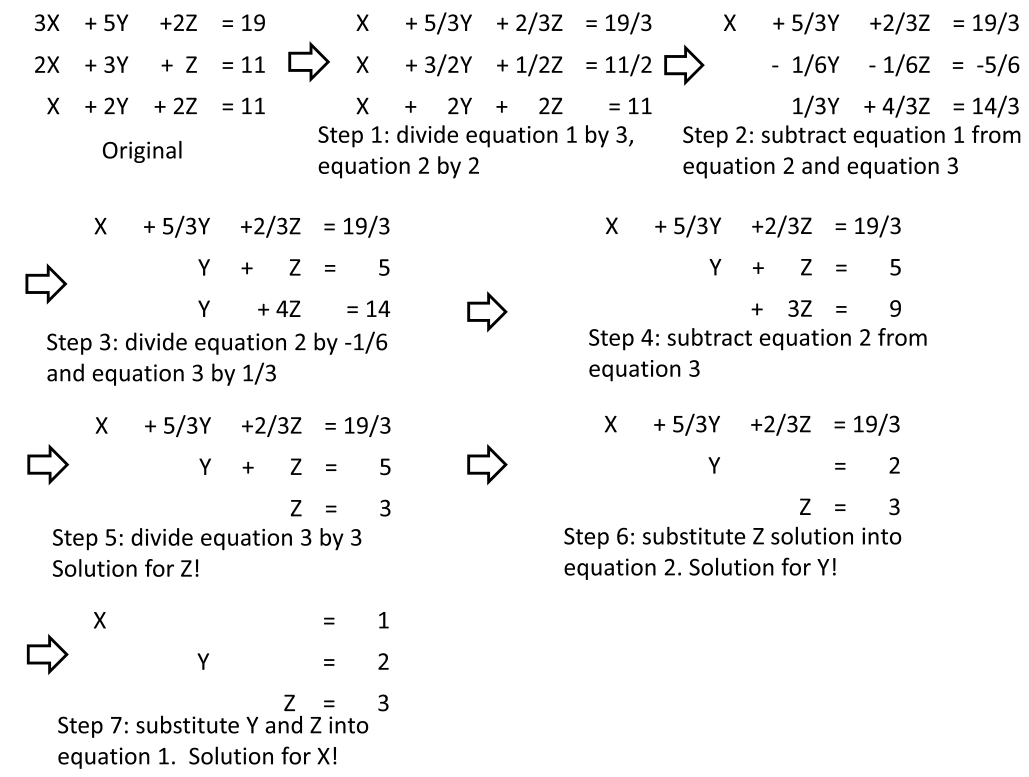 3X + 5Y +2Z = 19
2X + 3Y + Z = 11
X + 2Y + 2Z = 11
Original
X + 5/3Y + 2/3Z = 19/3
X + 3/2Y + 1/2Z = 11/2
X + 2Y + 2Z = 11
Step 1: divide equation 1 by 3,
equation 2 by 2
X + 5/3Y +2/3Z = 19/3
- 1/6Y - 1/6Z = -5/6
1/3Y + 4/3Z = 14/3
Step 2: subtract equation 1 from
equation 2 and equation 3
X + 5/3Y +2/3Z = 19/3
Y + Z = 5
Y + 4Z = 14
Step 3: divide equation 2 by -1/6
and equation 3 by 1/3
X + 5/3Y +2/3Z = 19/3
Y + Z = 5
+ 3Z = 9
Step 4: subtract equation 2 from
equation 3
X + 5/3Y +2/3Z = 19/3
Y + Z = 5
Z = 3
Step 5: divide equation 3 by 3
Solution for Z!
X + 5/3Y +2/3Z = 19/3
Y = 2
Z = 3
Step 6: substitute Z solution into
equation 2. Solution for Y!
X = 1
Y = 2
Z = 3
Step 7: substitute Y and Z into
equation 1. Solution for X!